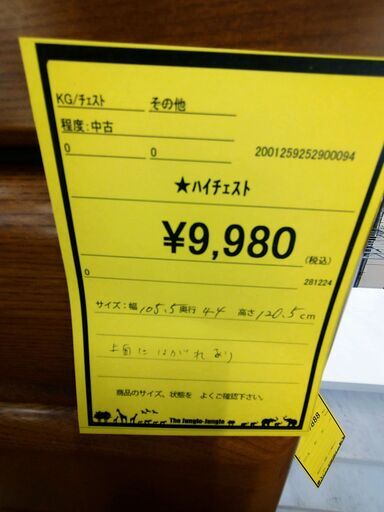 KG/チェスト その他
程度:中古
0 0 2001259252900094
★ハイチェスト
¥9,980 (税込)
0 281224
サイズ:幅 105.5 奥行 44 高さ 120.5cm
上面にはがれあり
商品のサイズ、状態を よくご確認下さい。
The Jungle-Jungle